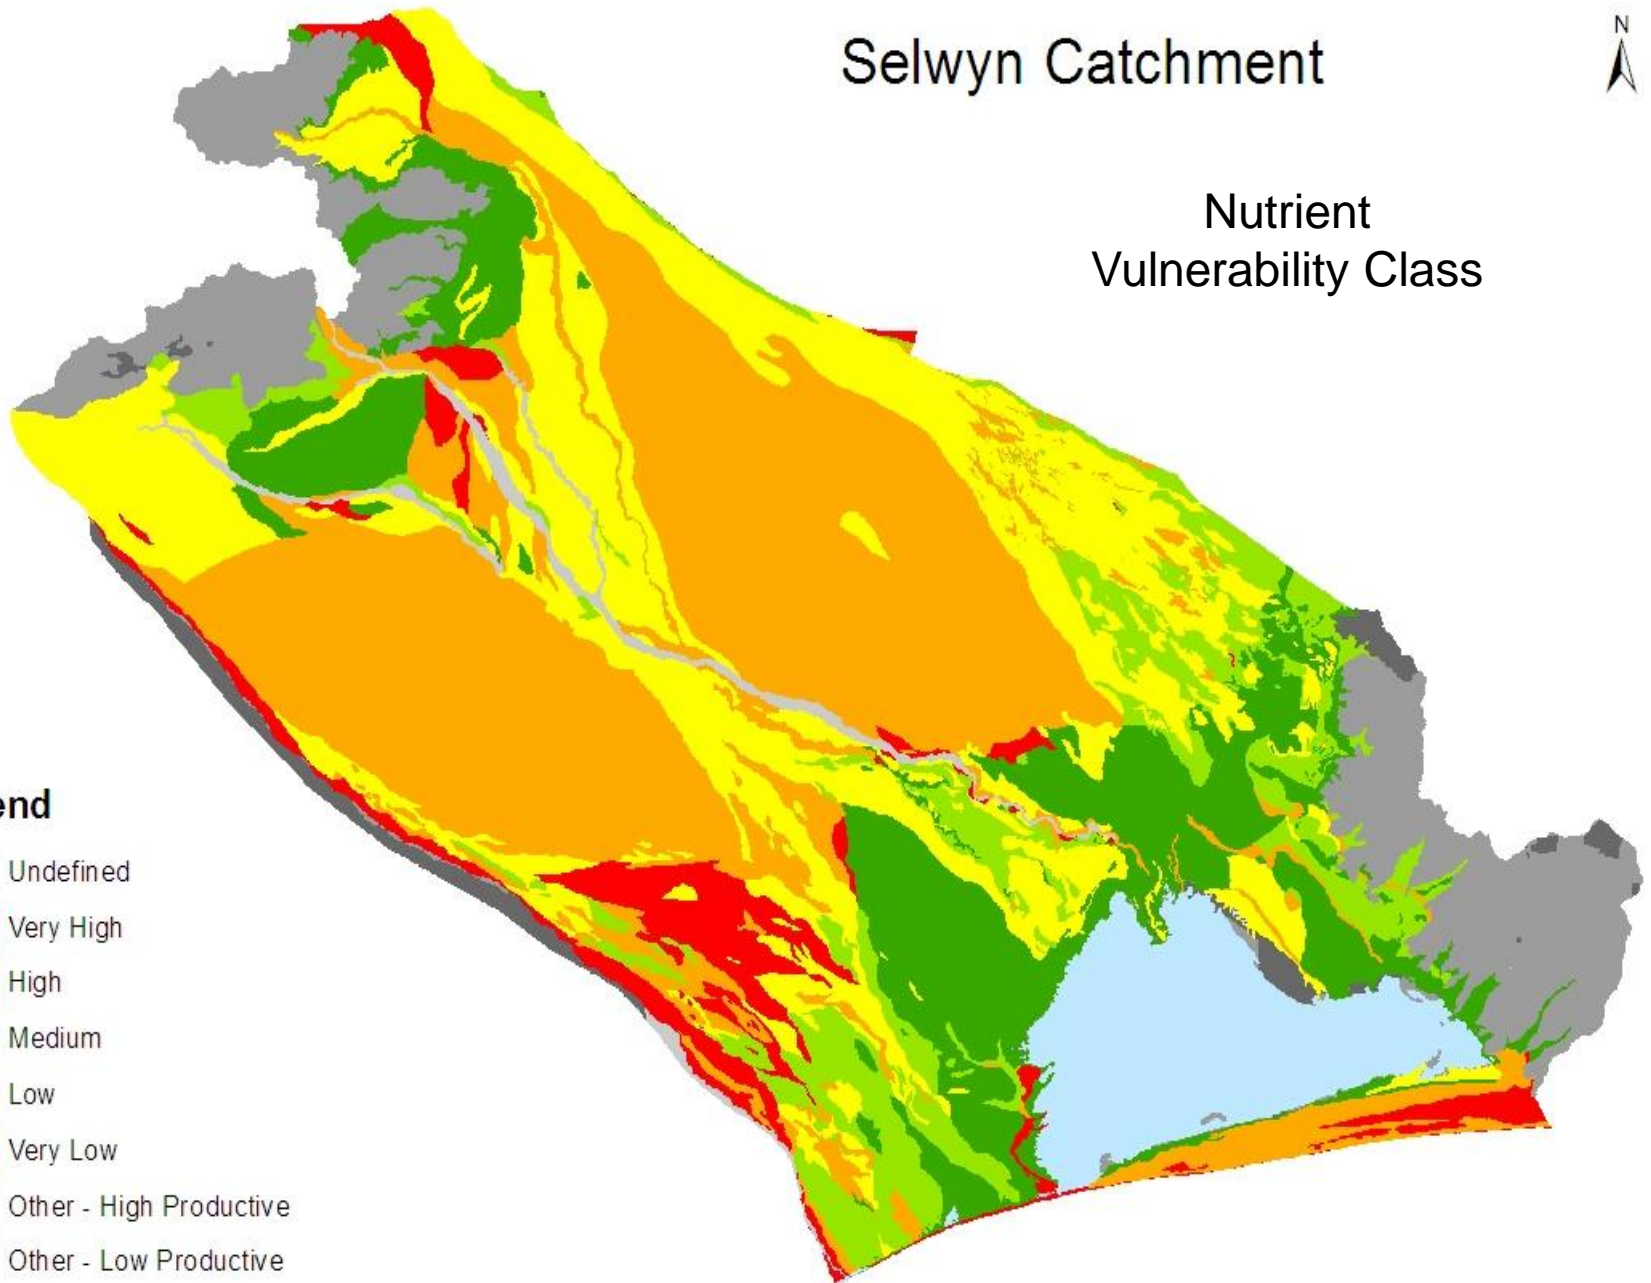 Selwyn Catchment
N
Nutrient
Vulnerability Class
end
Undefined
Very High
High
Medium
Low
Very Low
Other - High Productive
Other - Low Productive